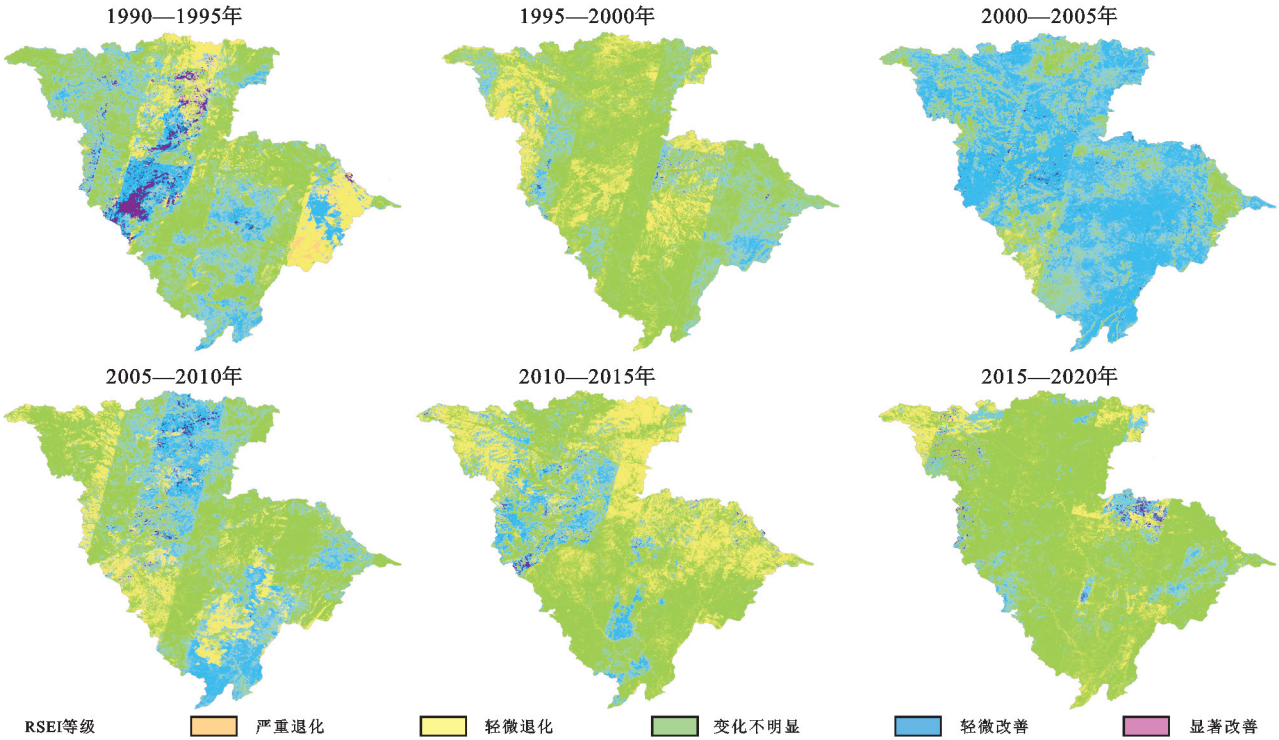 1990—1995年
1995—2000年
2000—2005年
2005—2010年
2010—2015年
2015—2020年
RSEI等级
严重退化
轻微退化
变化不明显
轻微改善
显著改善